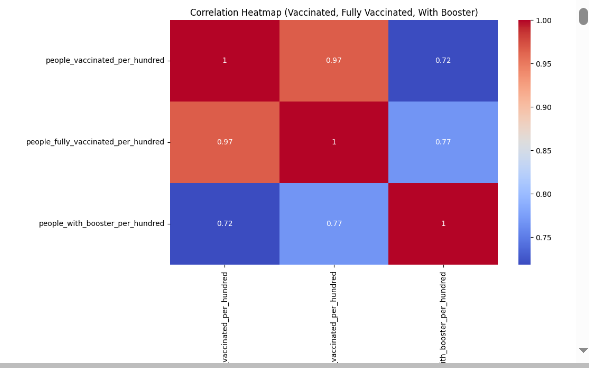 Correlation Heatmap (Vaccinated, Fully Vaccinated, With Booster)
people_vaccinated_per_hundred
1
0.97
0.72
people_fully_vaccinated_per_hundred
0.97
1
0.77
people_with_booster_per_hundred
0.72
0.77
1
1.00
0.95
0.90
0.85
0.80
0.75
_vaccinated_per_hundred
_vaccinated_per_hundred
ith_booster_per_hundred